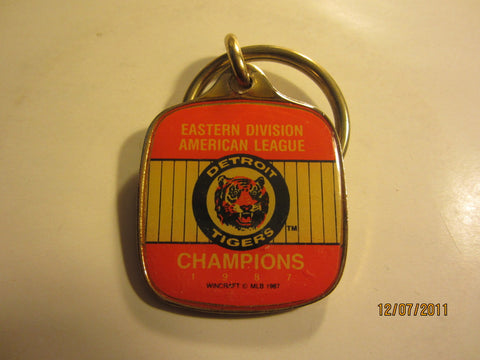 EASTERN DIVISION
AMERICAN LEAGUE
DETROIT
TIGERS
TM
CHAMPIONS
1987
WINCRAFT © MLB 1987
12/07/2011